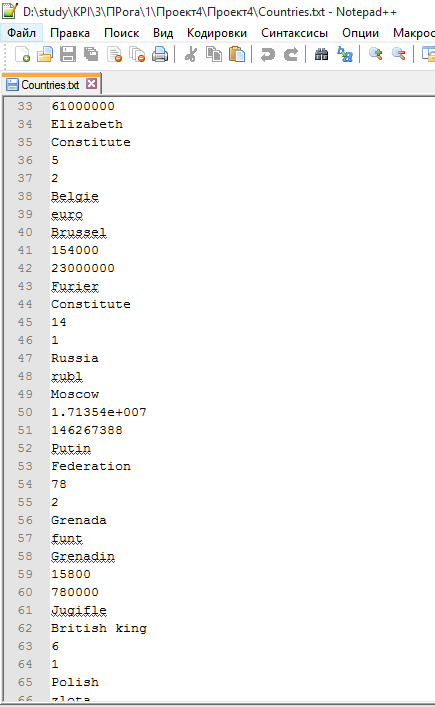 D:\study\KPI\3\ПРога\1\Проект4\Проект4\Countries.txt - Notepad++
Файл Правка Поиск Вид Кодировки Синтаксисы Опции Макрос
Countries.txt
33 61000000
34 Elizabeth
35 Constitute
36 5
37 2
38 Belgie
39 euro
40 Brussel
41 154000
42 23000000
43 Furier
44 Constitute
45 14
46 1
47 Russia
48 rubl
49 Moscow
50 1.71354e+007
51 146267388
52 Putin
53 Federation
54 78
55 2
56 Grenada
57 funt
58 Grenadin
59 15800
60 780000
61 Jugifle
62 British king
63 6
64 1
65 Polish
66 zlota